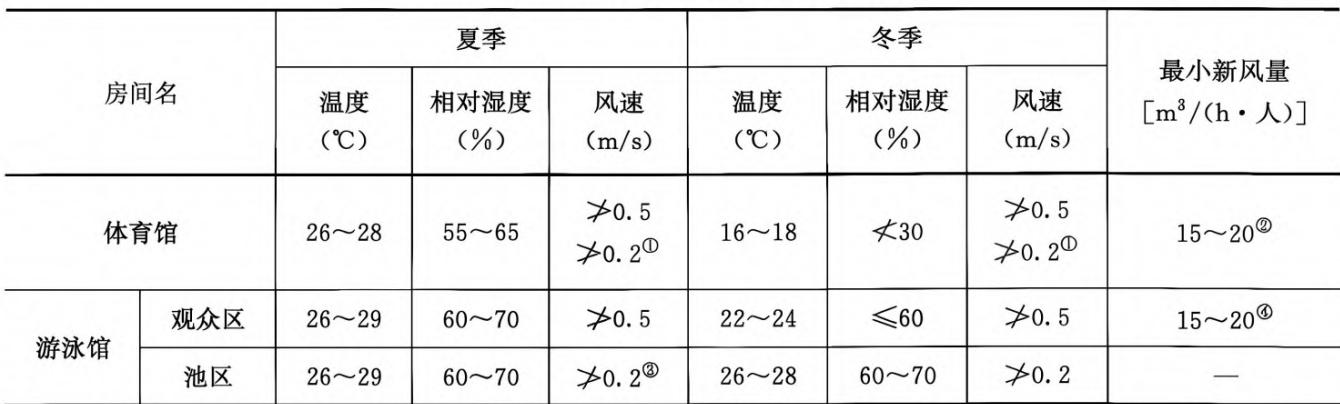 房间名 夏季 冬季 最小新风量
[m³/(h·人)]
温度 相对湿度 风速 温度 相对湿度 风速
(℃) (%) (m/s) (℃) (%) (m/s)
体育馆 26~28 55~65 ≯0.5 16~18 ≮30 ≯0.5 15~20②
≯0.2① ≯0.2①
游泳馆 观众区 26~29 60~70 ≯0.5 22~24 ≤60 ≯0.5 15~20④
池区 26~29 60~70 ≯0.2③ 26~28 60~70 ≯0.2 —